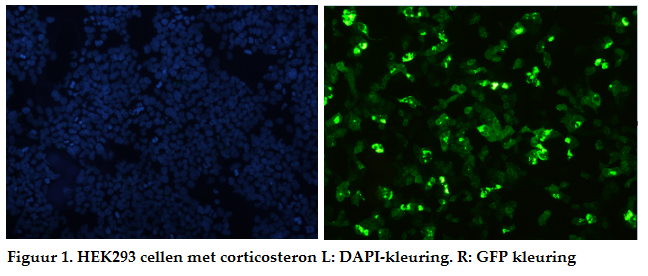 Figuur 1. HEK293 cellen met corticosteron L: DAPI-kleuring. R: GFP kleuring